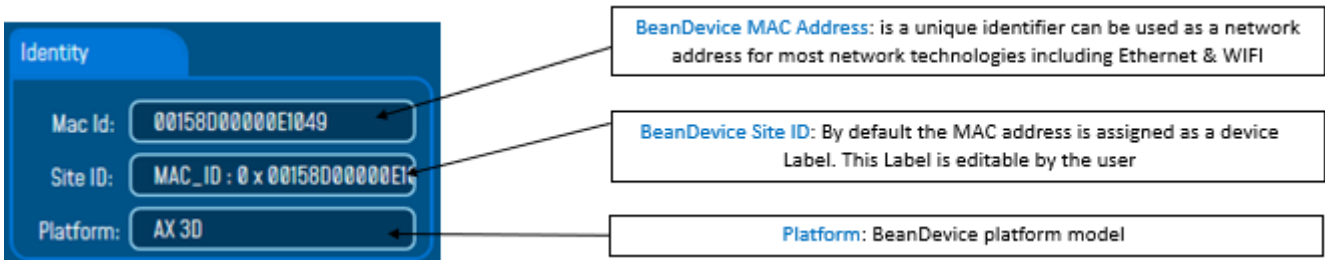 Identity
Mac Id: 00158D00000E1049
Site ID: MAC_ID : 0 x 00158D00000E1
Platform: AX 3D
BeanDevice MAC Address: is a unique identifier can be used as a network
address for most network technologies including Ethernet & WIFI
BeanDevice Site ID: By default the MAC address is assigned as a device
Label. This Label is editable by the user
Platform: BeanDevice platform model